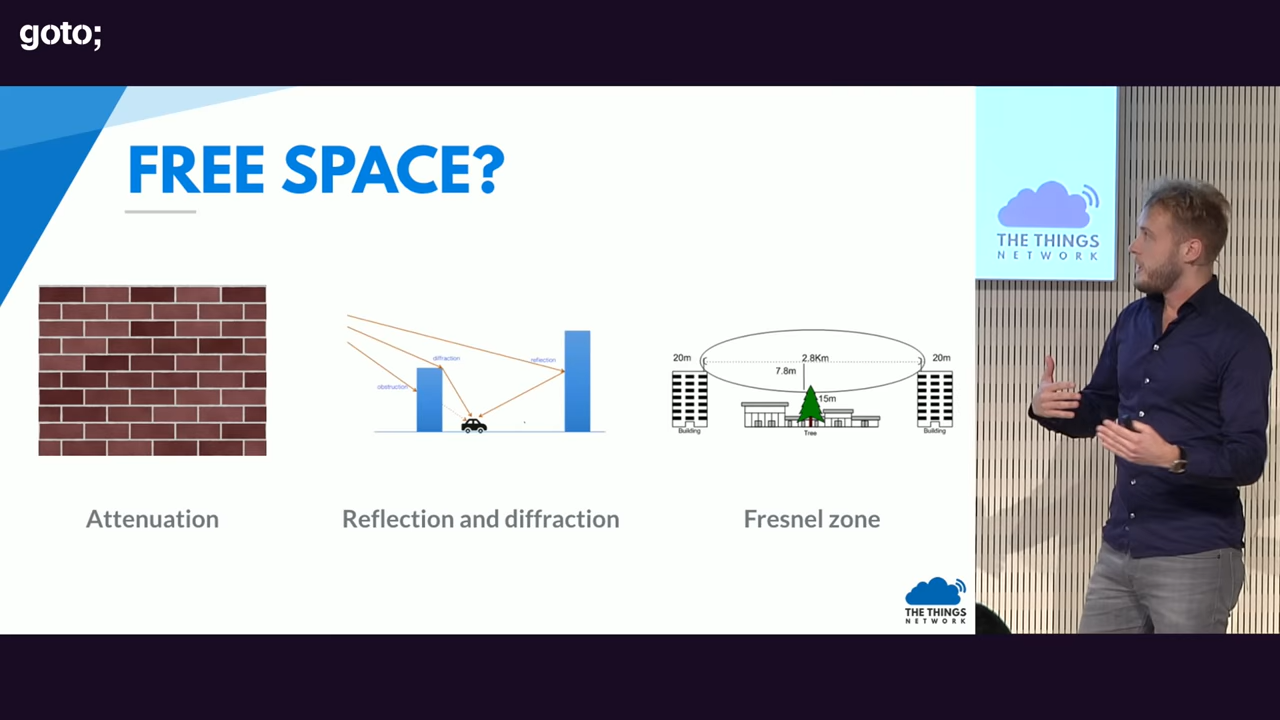 goto;
FREE SPACE?
THE THINGS
NETWORK
obstruction
diffraction
reflection
20m
2.8Km
20m
7.8m
15m
Building
Tree
Building
Attenuation
Reflection and diffraction
Fresnel zone
THE THINGS
NETWORK